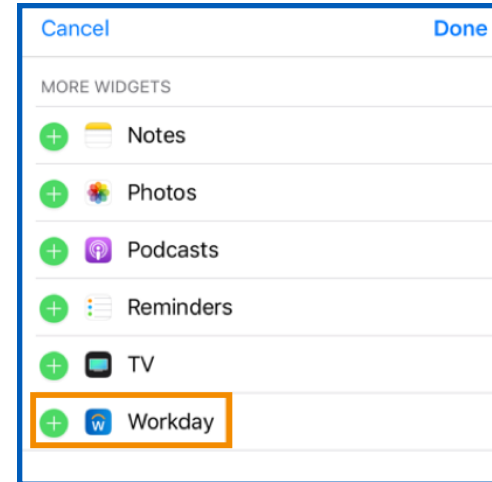 Cancel Done
MORE WIDGETS
Notes
Photos
Podcasts
Reminders
TV
W Workday